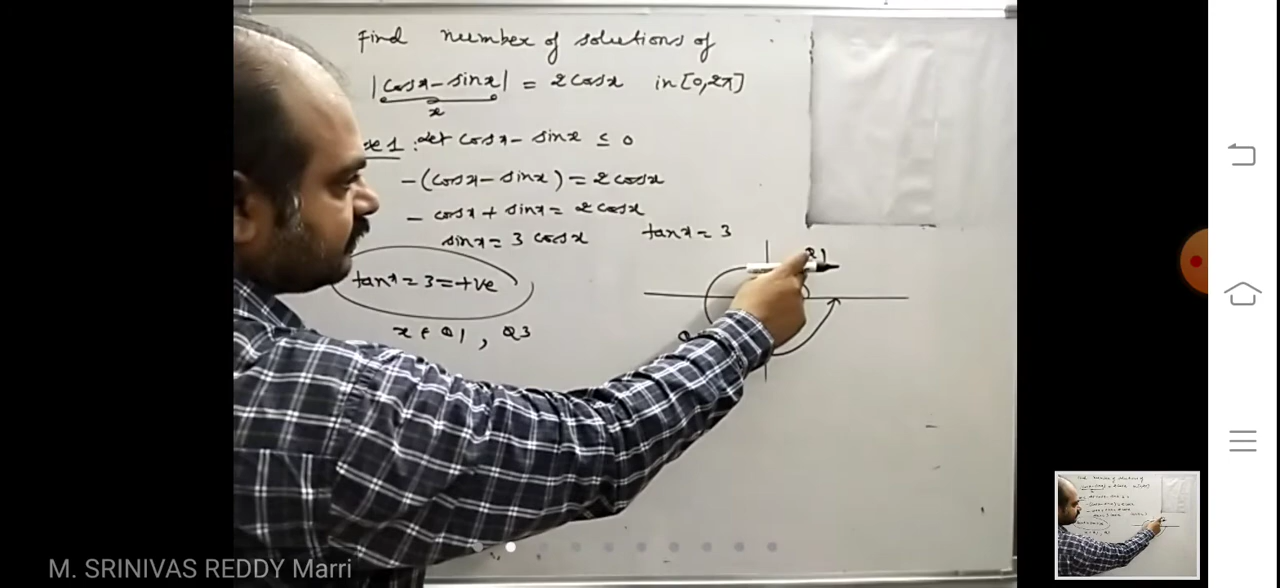 Find number of solutions of
|cosx - sinx| = 2cosx in [0,2π]
x
se 1 : Let cosx - sinx ≤ 0
-(cosx - sinx) = 2cosx
- cosx + sinx = 2cosx
sinx = 3 cosx tanx = 3
tanx = 3 = +ve
x ∈ Q1 , Q3
M. SRINIVAS REDDY Marri